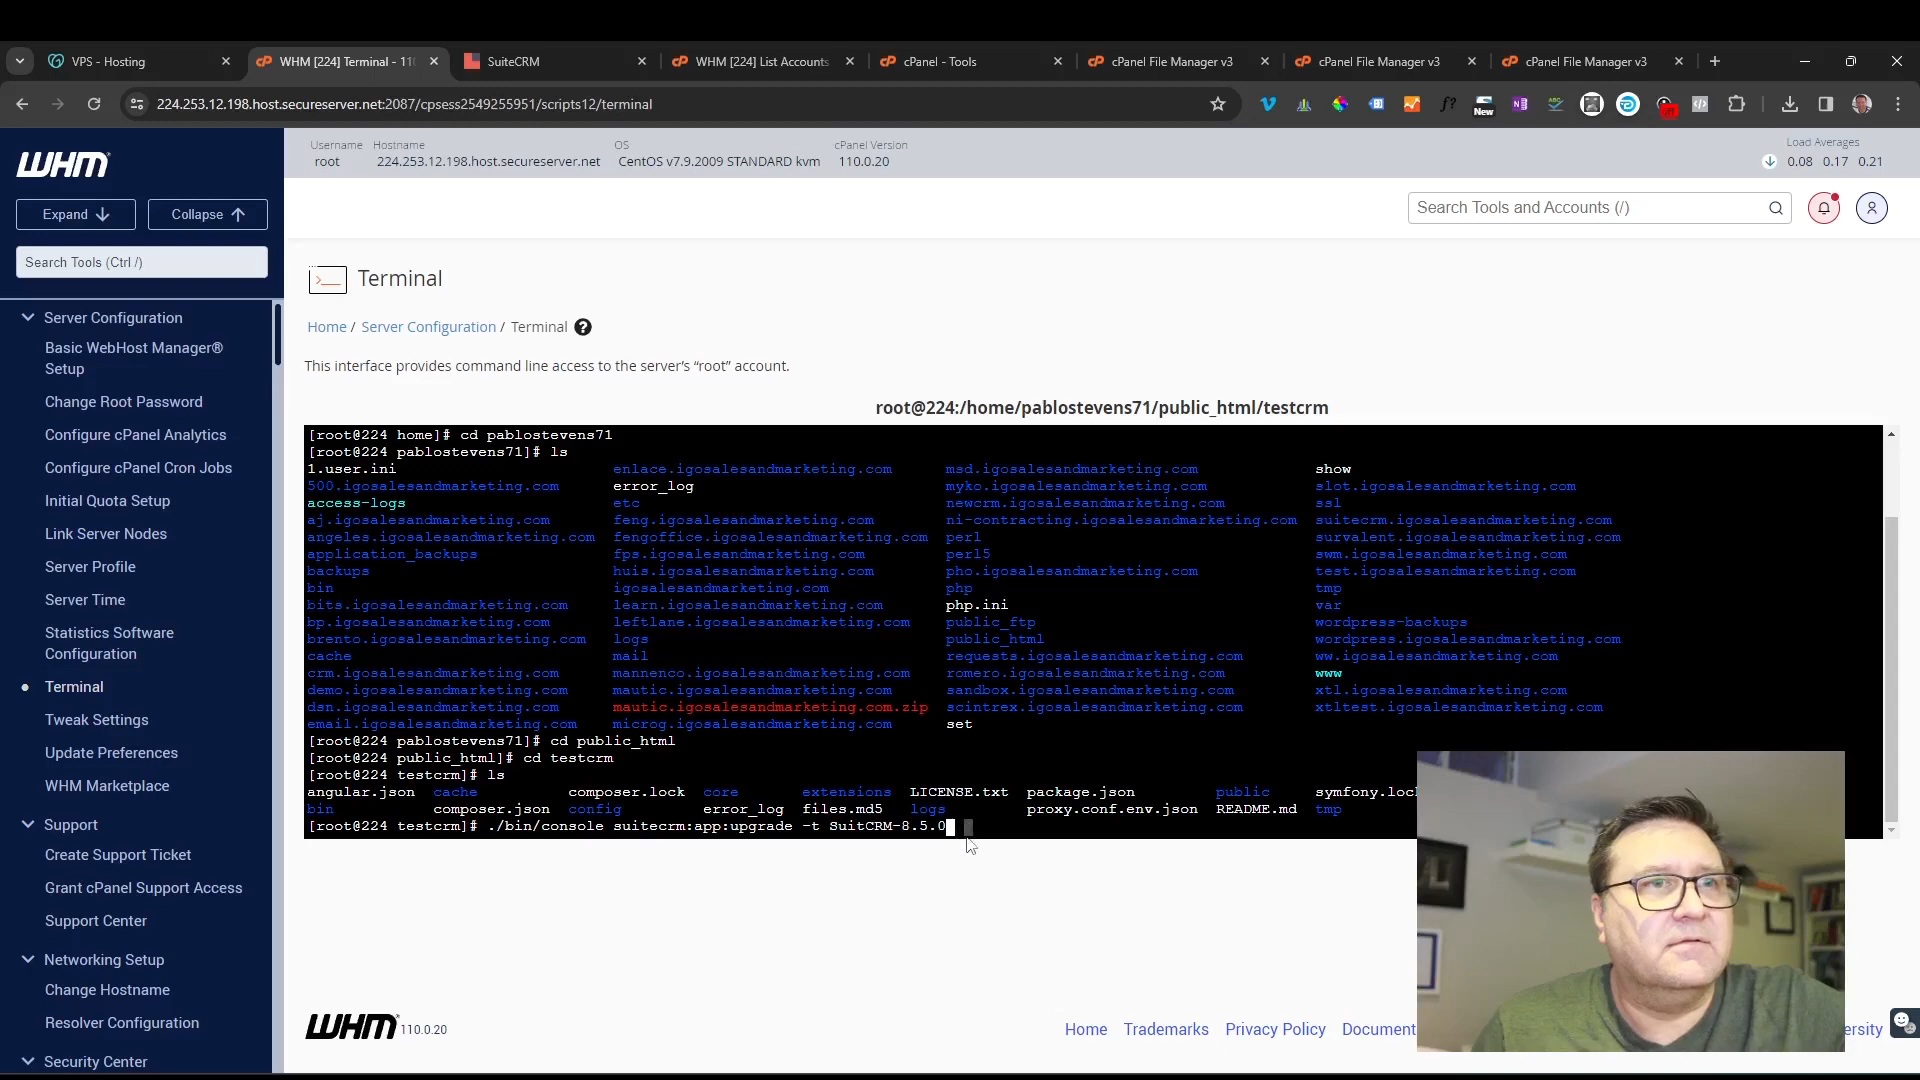 VPS - Hosting
WHM [224] Terminal - 110
SuiteCRM
WHM [224] List Accounts
cPanel - Tools
cPanel File Manager v3
cPanel File Manager v3
cPanel File Manager v3
224.253.12.198.host.secureserver.net:2087/cpsess2549255951/scripts12/terminal
New
WHM
Expand
Collapse
Search Tools (Ctrl /)
Server Configuration
Basic WebHost Manager® Setup
Change Root Password
Configure cPanel Analytics
Configure cPanel Cron Jobs
Initial Quota Setup
Link Server Nodes
Server Profile
Server Time
Statistics Software Configuration
Terminal
Tweak Settings
Update Preferences
WHM Marketplace
Support
Create Support Ticket
Grant cPanel Support Access
Support Center
Networking Setup
Change Hostname
Resolver Configuration
Security Center
Username root
Hostname 224.253.12.198.host.secureserver.net
OS CentOS v7.9.2009 STANDARD kvm
cPanel Version 110.0.20
Load Averages
0.08 0.17 0.21
Search Tools and Accounts (/)
Terminal
Home / Server Configuration / Terminal
This interface provides command line access to the server's “root” account.
root@224:/home/pablostevens71/public_html/testcrm
[root@224 home]# cd pablostevens71
[root@224 pablostevens71]# ls
1.user.ini enlace.igosalesandmarketing.com msd.igosalesandmarketing.com show
500.igosalesandmarketing.com error_log myko.igosalesandmarketing.com slot.igosalesandmarketing.com
access-logs etc newcrm.igosalesandmarketing.com ssl
aj.igosalesandmarketing.com feng.igosalesandmarketing.com ni-contracting.igosalesandmarketing.com suitecrm.igosalesandmarketing.com
angeles.igosalesandmarketing.com fengoffice.igosalesandmarketing.com perl survalent.igosalesandmarketing.com
application_backups fps.igosalesandmarketing.com perl5 swm.igosalesandmarketing.com
backups huis.igosalesandmarketing.com pho.igosalesandmarketing.com test.igosalesandmarketing.com
bin igosalesandmarketing.com php tmp
bits.igosalesandmarketing.com learn.igosalesandmarketing.com php.ini var
bp.igosalesandmarketing.com leftlane.igosalesandmarketing.com public_ftp wordpress-backups
brento.igosalesandmarketing.com logs public_html wordpress.igosalesandmarketing.com
cache mail requests.igosalesandmarketing.com ww.igosalesandmarketing.com
crm.igosalesandmarketing.com mannenco.igosalesandmarketing.com romero.igosalesandmarketing.com www
demo.igosalesandmarketing.com mautic.igosalesandmarketing.com sandbox.igosalesandmarketing.com xtl.igosalesandmarketing.com
dsn.igosalesandmarketing.com mautic.igosalesandmarketing.com.zip scintrex.igosalesandmarketing.com xtltest.igosalesandmarketing.com
email.igosalesandmarketing.com microg.igosalesandmarketing.com set
[root@224 pablostevens71]# cd public_html
[root@224 public_html]# cd testcrm
[root@224 testcrm]# ls
angular.json cache composer.lock core extensions LICENSE.txt package.json public symfony.loc
bin composer.json config error_log files.md5 logs proxy.conf.env.json README.md tmp
[root@224 testcrm]# ./bin/console suitecrm:app:upgrade -t SuitCRM-8.5.0
WHM 110.0.20
Home Trademarks Privacy Policy Document ersity